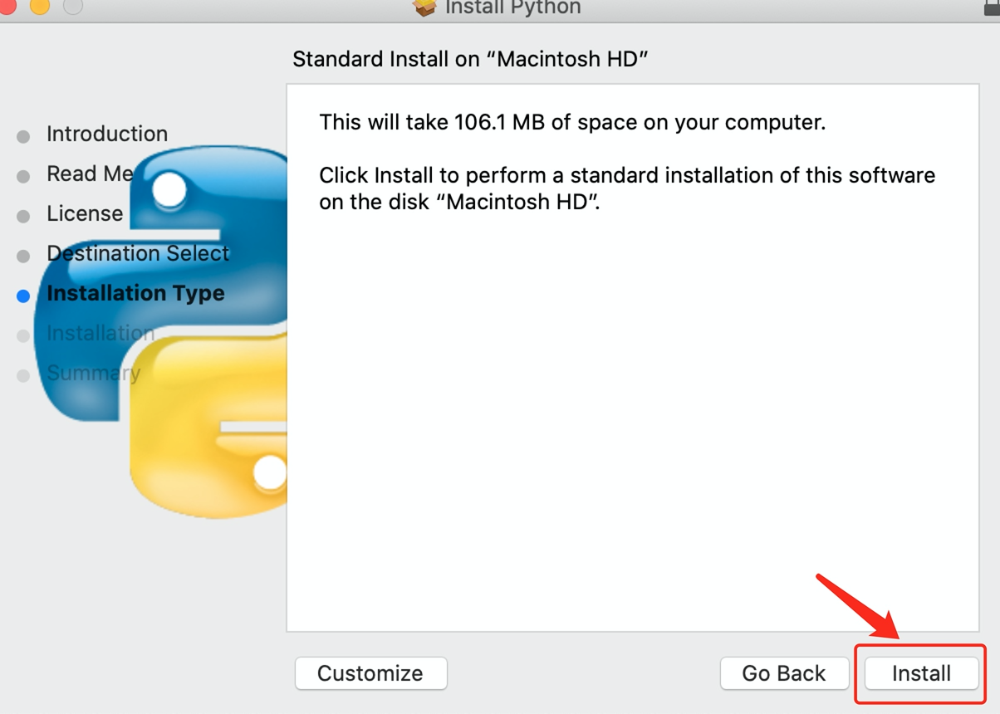 Install Python
Standard Install on “Macintosh HD”
Introduction
Read Me
License
Destination Select
Installation Type
Installation
Summary
This will take 106.1 MB of space on your computer.
Click Install to perform a standard installation of this software
on the disk “Macintosh HD”.
Customize
Go Back
Install